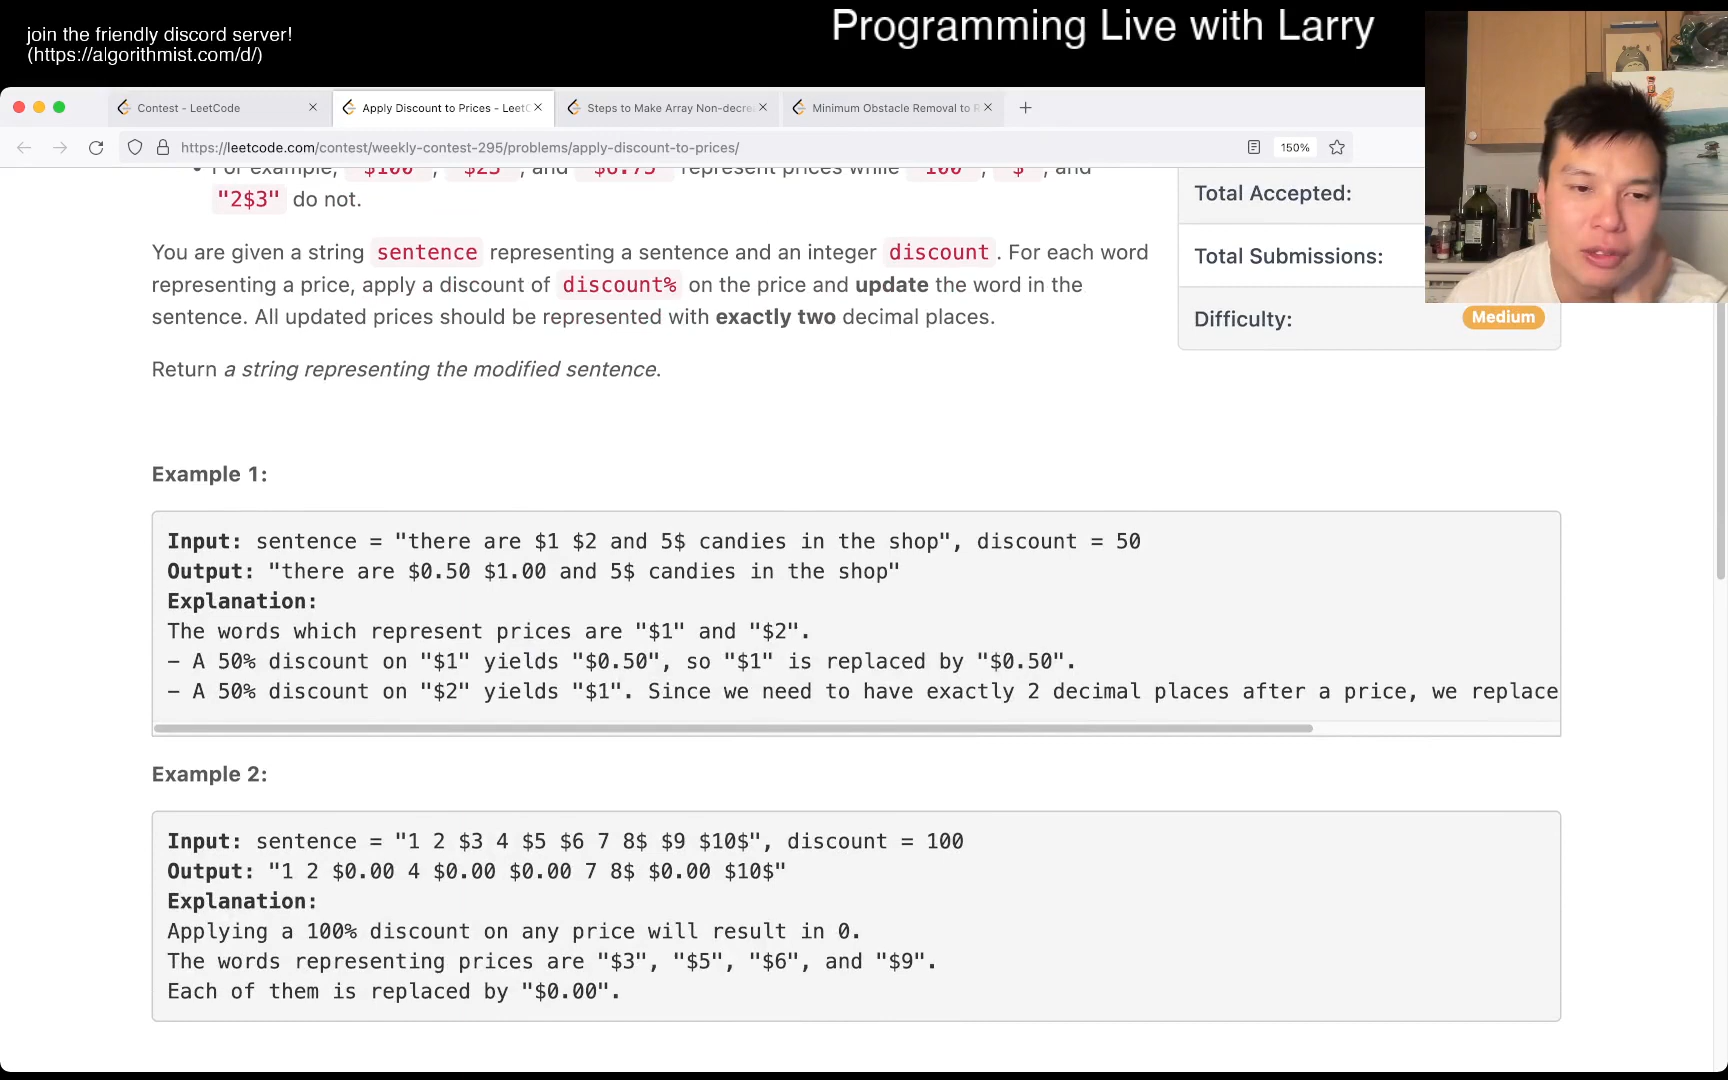 Programming Live with Larry
join the friendly discord server!
(https://algorithmist.com/d/)
Contest - LeetCode
Apply Discount to Prices - LeetC
Steps to Make Array Non-decre
Minimum Obstacle Removal to R
https://leetcode.com/contest/weekly-contest-295/problems/apply-discount-to-prices/
150%
• For example, "$100", "$23", and "$6.75" represent prices while "100", "$", and
"2$3" do not.
You are given a string sentence representing a sentence and an integer discount. For each word
representing a price, apply a discount of discount% on the price and update the word in the
sentence. All updated prices should be represented with exactly two decimal places.
Return a string representing the modified sentence.
Total Accepted:
Total Submissions:
Difficulty:
Medium
Example 1:
Input: sentence = "there are $1 $2 and 5$ candies in the shop", discount = 50
Output: "there are $0.50 $1.00 and 5$ candies in the shop"
Explanation:
The words which represent prices are "$1" and "$2".
- A 50% discount on "$1" yields "$0.50", so "$1" is replaced by "$0.50".
- A 50% discount on "$2" yields "$1". Since we need to have exactly 2 decimal places after a price, we replace
Example 2:
Input: sentence = "1 2 $3 4 $5 $6 7 8$ $9 $10$", discount = 100
Output: "1 2 $0.00 4 $0.00 $0.00 7 8$ $0.00 $10$"
Explanation:
Applying a 100% discount on any price will result in 0.
The words representing prices are "$3", "$5", "$6", and "$9".
Each of them is replaced by "$0.00".